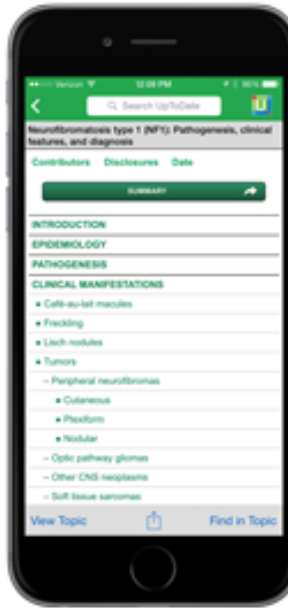 Verizon 12:09 PM
Search UpToDate
Neurofibromatosis type 1 (NF1): Pathogenesis, clinical
features, and diagnosis
Contributors Disclosures Date
SUMMARY
INTRODUCTION
EPIDEMIOLOGY
PATHOGENESIS
CLINICAL MANIFESTATIONS
• Café-au-lait macules
• Freckling
• Lisch nodules
• Tumors
– Peripheral neurofibromas
• Cutaneous
• Plexiform
• Nodular
– Optic pathway gliomas
– Other CNS neoplasms
– Soft tissue sarcomas
View Topic Find in Topic